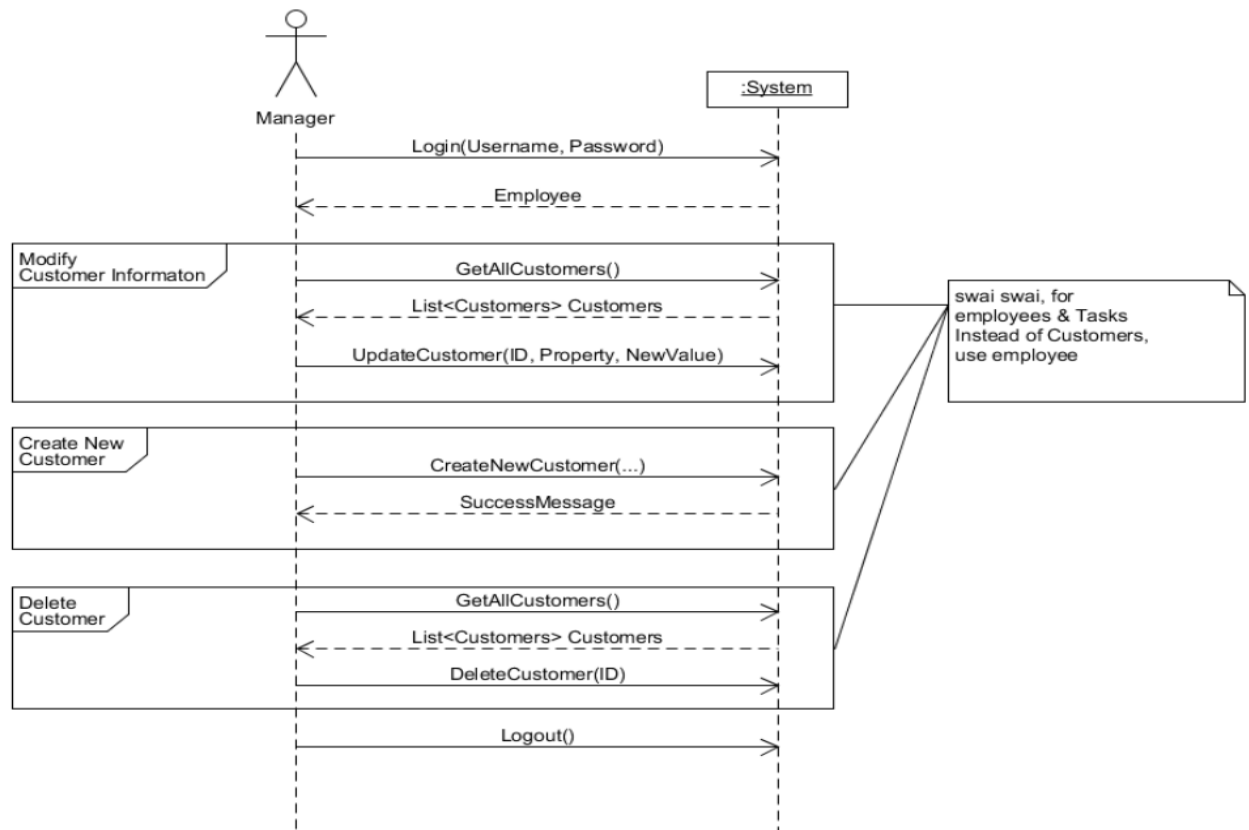 Manager
:System
Login(Username, Password)
Employee
Modify
Customer Informaton
GetAllCustomers()
List<Customers> Customers
UpdateCustomer(ID, Property, NewValue)
swai swai, for
employees & Tasks
Instead of Customers,
use employee
Create New
Customer
CreateNewCustomer(...)
SuccessMessage
Delete
Customer
GetAllCustomers()
List<Customers> Customers
DeleteCustomer(ID)
Logout()